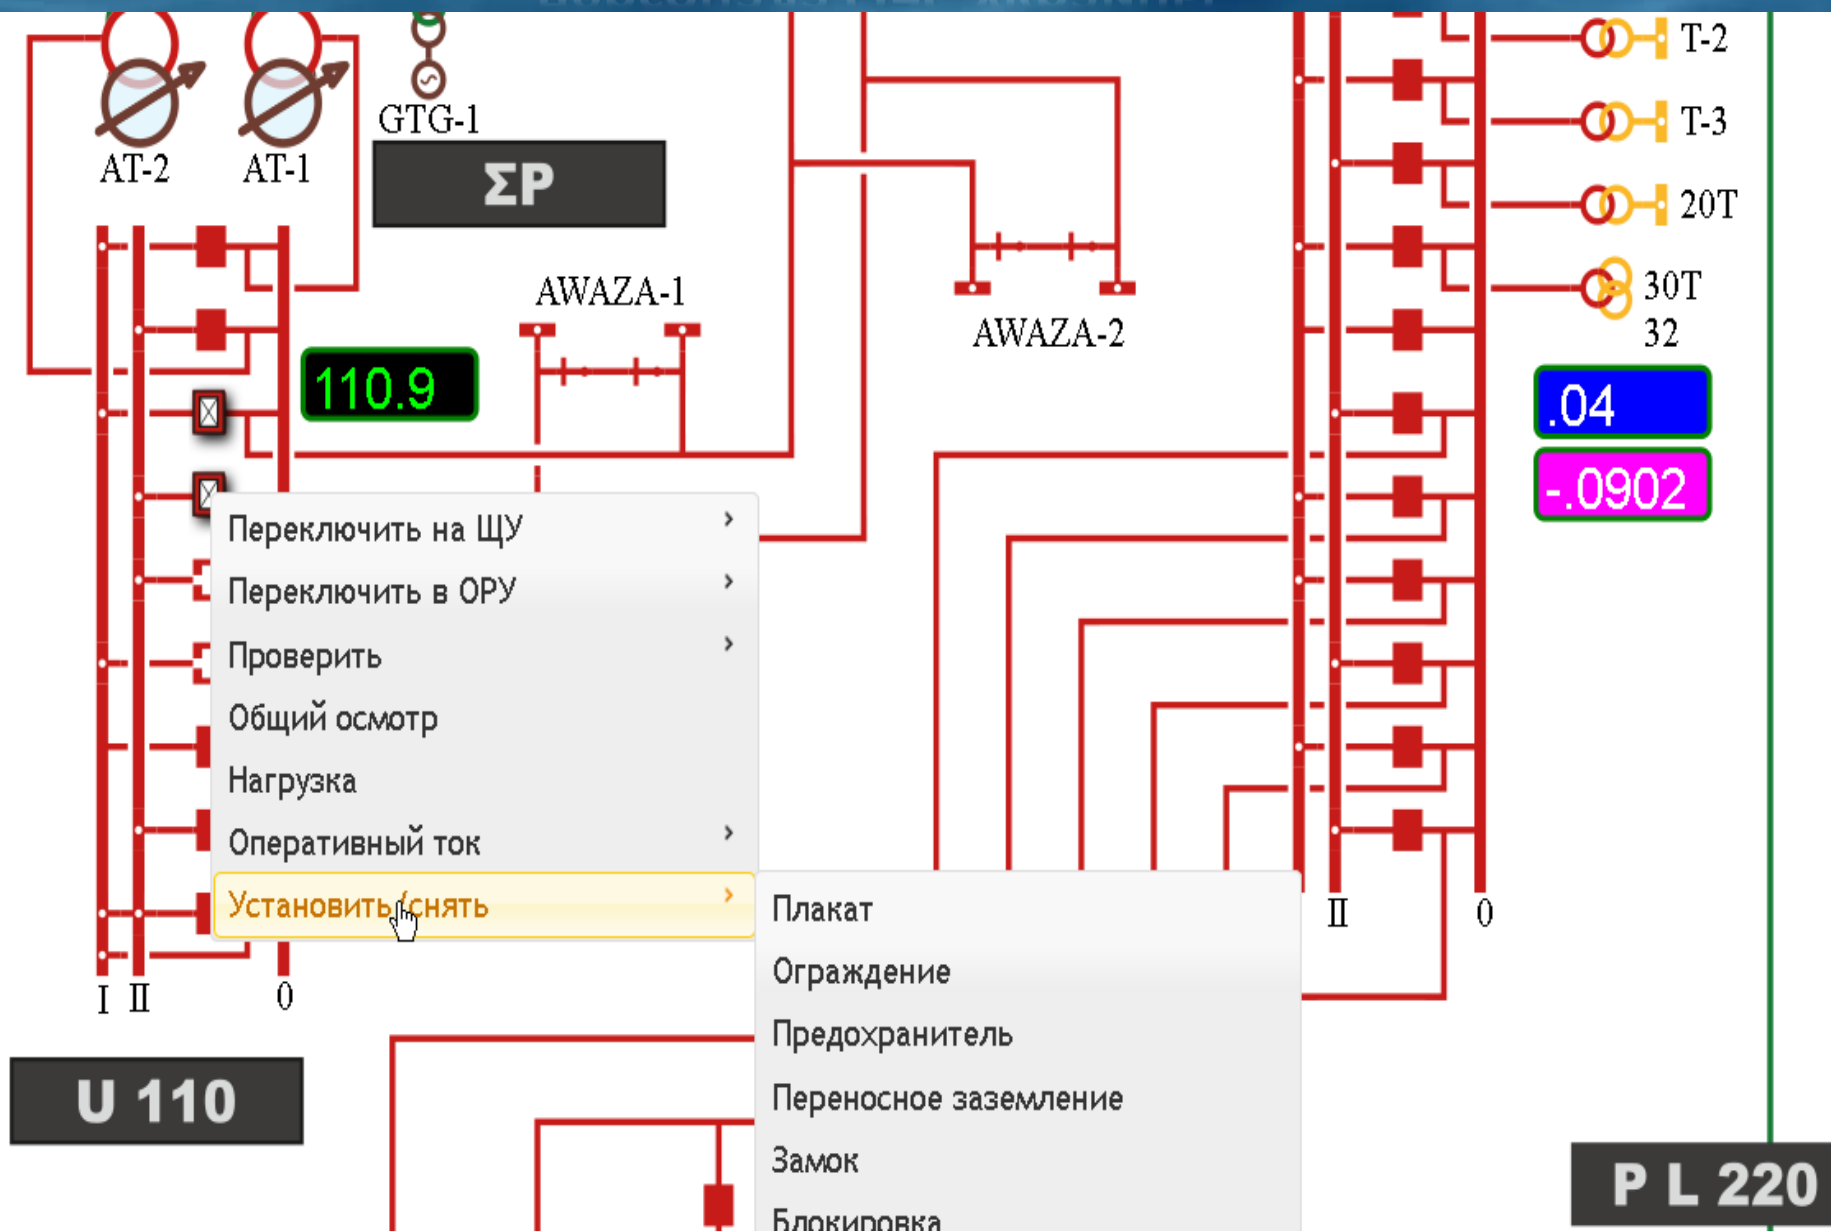 T-2
GTG-1
T-3
AT-2
AT-1
ΣP
20T
AWAZA-1
30T
32
AWAZA-2
110.9
.04
-.0902
Переключить на ЩУ
Переключить в ОРУ
Проверить
Общий осмотр
Нагрузка
Оперативный ток
Установить/снять
Плакат
Ограждение
Предохранитель
Переносное заземление
Замок
Блокировка
II
0
I II
0
U 110
P L 220